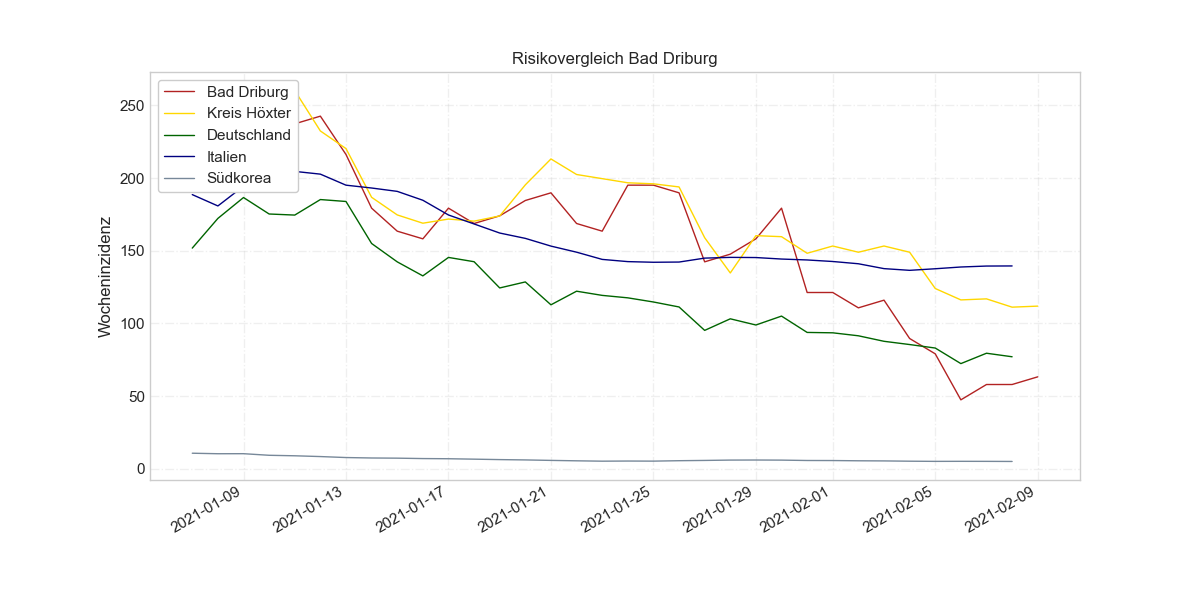 Risikovergleich Bad Driburg
Bad Driburg
Kreis Höxter
Deutschland
Italien
Südkorea
Wocheninzidenz
250
200
150
100
50
0
2021-01-09
2021-01-13
2021-01-17
2021-01-21
2021-01-25
2021-01-29
2021-02-01
2021-02-05
2021-02-09